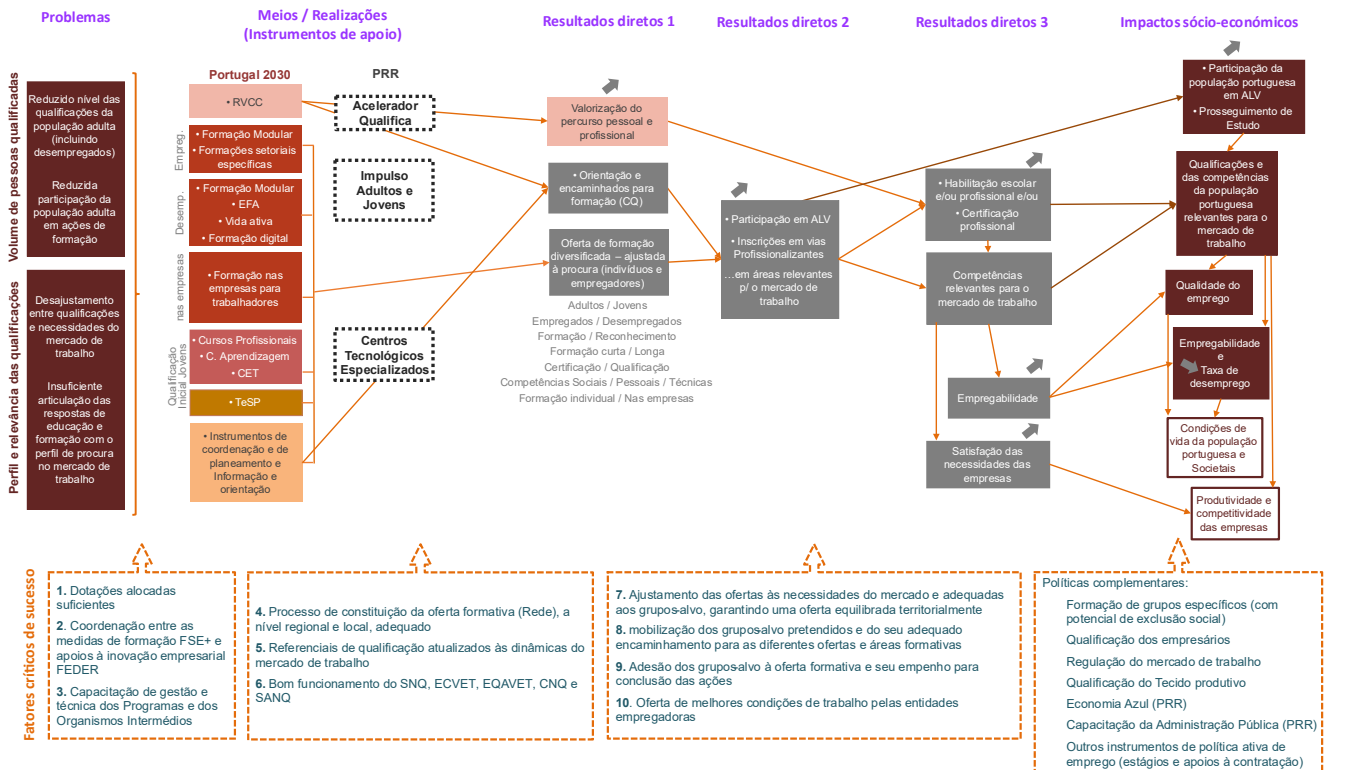 Problemas
Meios / Realizações
(Instrumentos de apoio)
Resultados diretos 1
Resultados diretos 2
Resultados diretos 3
Impactos sócio-económicos
Volume de pessoas qualificadas
Perfil e relevância das qualificações
Reduzido nível das
qualificações da
população adulta
(incluindo
desempregados)
Reduzida
participação da
população adulta
em ações de
formação
Desajustamento
entre qualificações
e necesidades do
mercado de
trabalho
Insuficiente
articulação das
respostas de
educação e
formação com o
perfil de procura
no mercado de
trabalho
Portugal 2030
• RVCC
Empreg.
• Formação Modular
• Formações setoriais
específicas
Desemp.
• Formação Modular
• EFA
• Vida ativa
• Formação digital
nas empresas
• Formação nas
empresas para
trabalhadores
Qualificação
Inicial Jovens
• Cursos Profissionais
• C. Aprendizagem
• CET
• TeSP
• Instrumentos de
coordenação e de
planeamento e
Informação e
orientação
PRR
Acelerador
Qualifica
Impulso
Adultos e
Jovens
Centros
Tecnológicos
Especializados
Valorização do
percurso pessoal e
profissional
• Orientação e
encaminhados para
formação (CQ)
Oferta de formação
diversificada – ajustada
à procura (indivíduos e
empregadores)
Adultos / Jovens
Empregados / Desempregados
Formação / Reconhecimento
Formação curta / Longa
Certificação / Qualificação
Competências Sociais / Pessoais / Técnicas
Formação individual / Nas empresas
• Participação em ALV
• Inscrições em vias
Profissionalizantes
…em áreas relevantes
p/ o mercado de
trabalho
• Habilitação escolar
e/ou profissional e/ou
• Certificação
profissional
Competências
relevantes para o
mercado de trabalho
Empregabilidade
Satisfação das
necessidades das
empresas
• Participação da
população portuguesa
em ALV
• Prosseguimento de
Estudo
Qualificações e
das competências
da população
portuguesa
relevantes para o
mercado de
trabalho
Qualidade do
emprego
Empregabilidade
e
Taxa de
desemprego
Condições de
vida da população
portuguesa e
Societais
Produtividade e
competitividade
das empresas
Fatores críticos de sucesso
1. Dotações alocadas
suficientes
2. Coordenação entre as
medidas de formação FSE+ e
apoios à inovação empresarial
FEDER
3. Capacitação de gestão e
técnica dos Programas e dos
Organismos Intermédios
4. Processo de constituição da oferta formativa (Rede), a
nível regional e local, adequado
5. Referenciais de qualificação atualizados às dinâmicas do
mercado de trabalho
6. Bom funcionamento do SNQ, ECVET, EQAVET, CNQ e
SANQ
7. Ajustamento das ofertas às necesidades do mercado e adequadas
aos grupos-alvo, garantindo uma oferta equilibrada territorialmente
8. mobilização dos grupos-alvo pretendidos e do seu adequado
encaminhamento para as diferentes ofertas e áreas formativas
9. Adesão dos grupos-alvo à oferta formativa e seu empenho para
conclusão das ações
10. Oferta de melhores condições de trabalho pelas entidades
empregadoras
Políticas complementares:
Formação de grupos específicos (com
potencial de exclusão social)
Qualificação dos empresários
Regulação do mercado de trabalho
Qualificação do Tecido produtivo
Economia Azul (PRR)
Capacitação da Administração Pública (PRR)
Outros instrumentos de política ativa de
emprego (estágios e apoios à contratação)